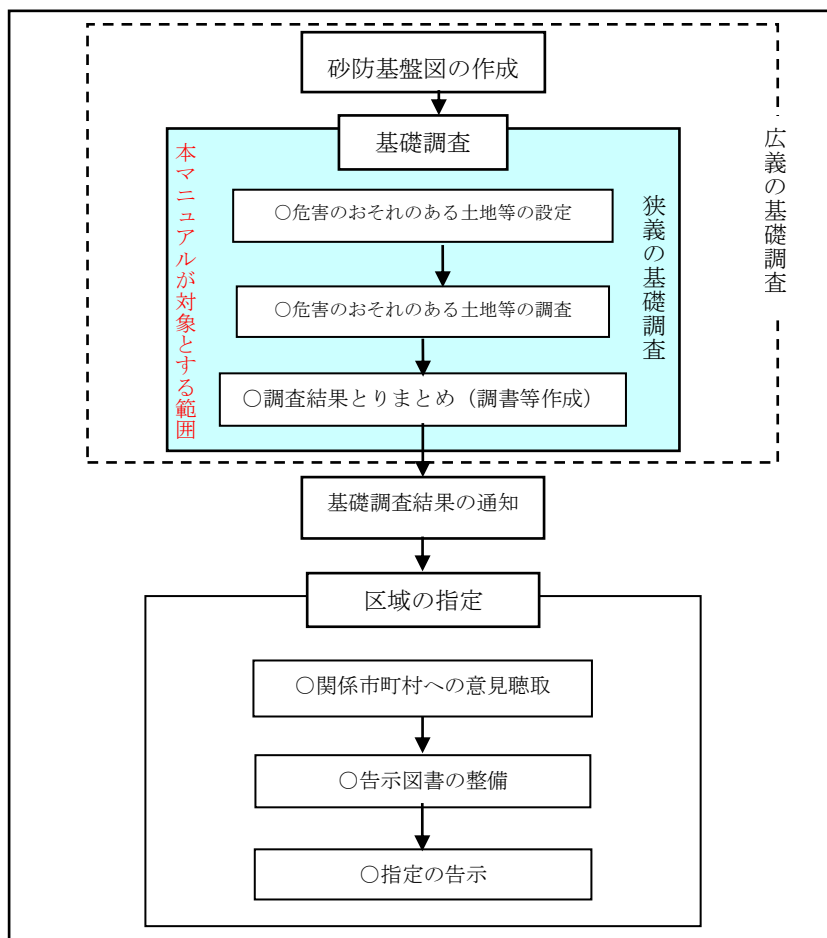 砂防基盤図の作成
広義の基礎調査
基礎調査
本マニュアルが対象とする範囲
狭義の基礎調査
○危害のおそれのある土地等の設定
○危害のおそれのある土地等の調査
○調査結果とりまとめ（調書等作成）
基礎調査結果の通知
区域の指定
○関係市町村への意見聴取
○告示図書の整備
○指定の告示